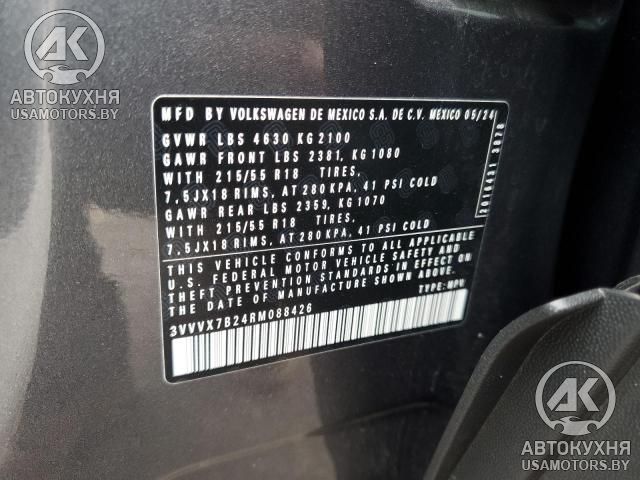 AK
АВТОКУХНЯ
USAMOTORS.BY
MFD BY VOLKSWAGEN DE MEXICO S.A. DE C.V. MEXICO 05/24
GVWR LBS 4630 KG 2100
GAWR FRONT LBS 2381, KG 1080
WITH 215/55 R18 TIRES,
7,5JX18 RIMS, AT 280 KPA, 41 PSI COLD
GAWR REAR LBS 2359, KG 1070
WITH 215/55 R18 TIRES,
7,5JX18 RIMS, AT 280 KPA, 41 PSI COLD
THIS VEHICLE CONFORMS TO ALL APPLICABLE
U.S. FEDERAL MOTOR VEHICLE SAFETY AND
THEFT PREVENTION STANDARDS IN EFFECT ON
DATE OF MANUFACTURE SHOWN ABOVE.
TYPE: MPV
3VVVX7B24RM088426
AK
АВТОКУХНЯ
USAMOTORS.BY